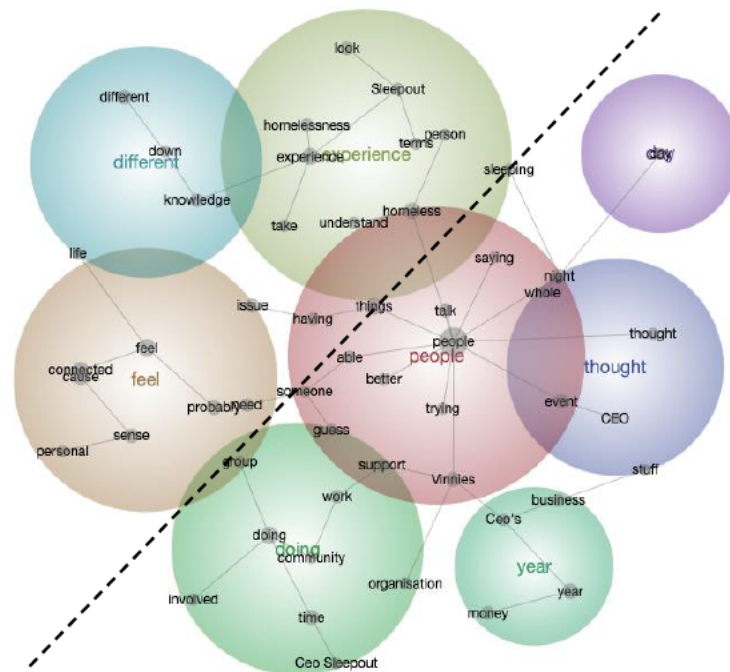 look
Sleepout
different
homelessness
person
terms
down
experience
experience
different
day
day
sleeping
knowledge
homeless
take
understand
life
saying
night
whole
issue
having
things
talk
thought
feel
people
able
people
thought
connected
cause
feel
better
someone
probably
need
trying
event
CEO
guess
sense
personal
group
support
Vinnies
stuff
work
business
Ceo's
doing
doing
community
year
organisation
year
involved
time
money
Ceo Sleepout